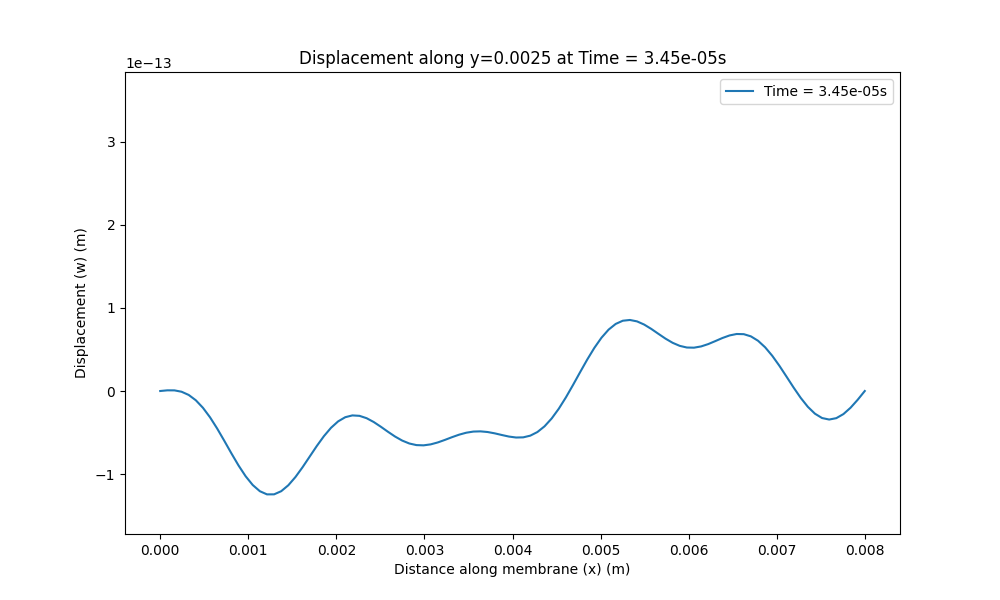 Displacement along y=0.0025 at Time = 3.45e-05s
1e−13
Time = 3.45e-05s
3
2
1
0
−1
Displacement (w) (m)
0.000 0.001 0.002 0.003 0.004 0.005 0.006 0.007 0.008
Distance along membrane (x) (m)